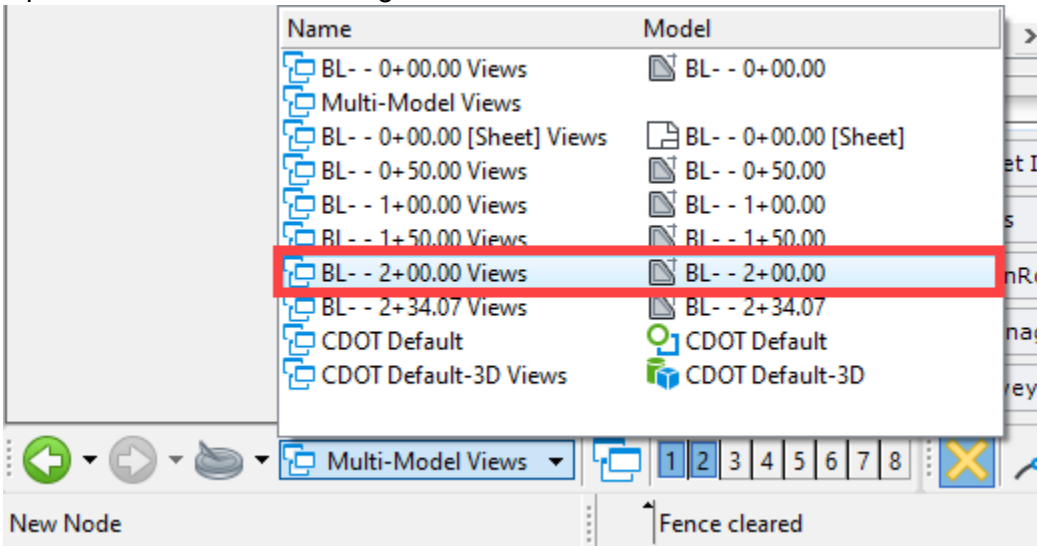 Name Model
BL- - 0+00.00 Views BL- - 0+00.00
Multi-Model Views
BL- - 0+00.00 [Sheet] Views BL- - 0+00.00 [Sheet]
BL- - 0+50.00 Views BL- - 0+50.00
BL- - 1+00.00 Views BL- - 1+00.00
BL- - 1+50.00 Views BL- - 1+50.00
BL- - 2+00.00 Views BL- - 2+00.00
BL- - 2+34.07 Views BL- - 2+34.07
CDOT Default CDOT Default
CDOT Default-3D Views CDOT Default-3D
Multi-Model Views 1 2 3 4 5 6 7 8
New Node Fence cleared